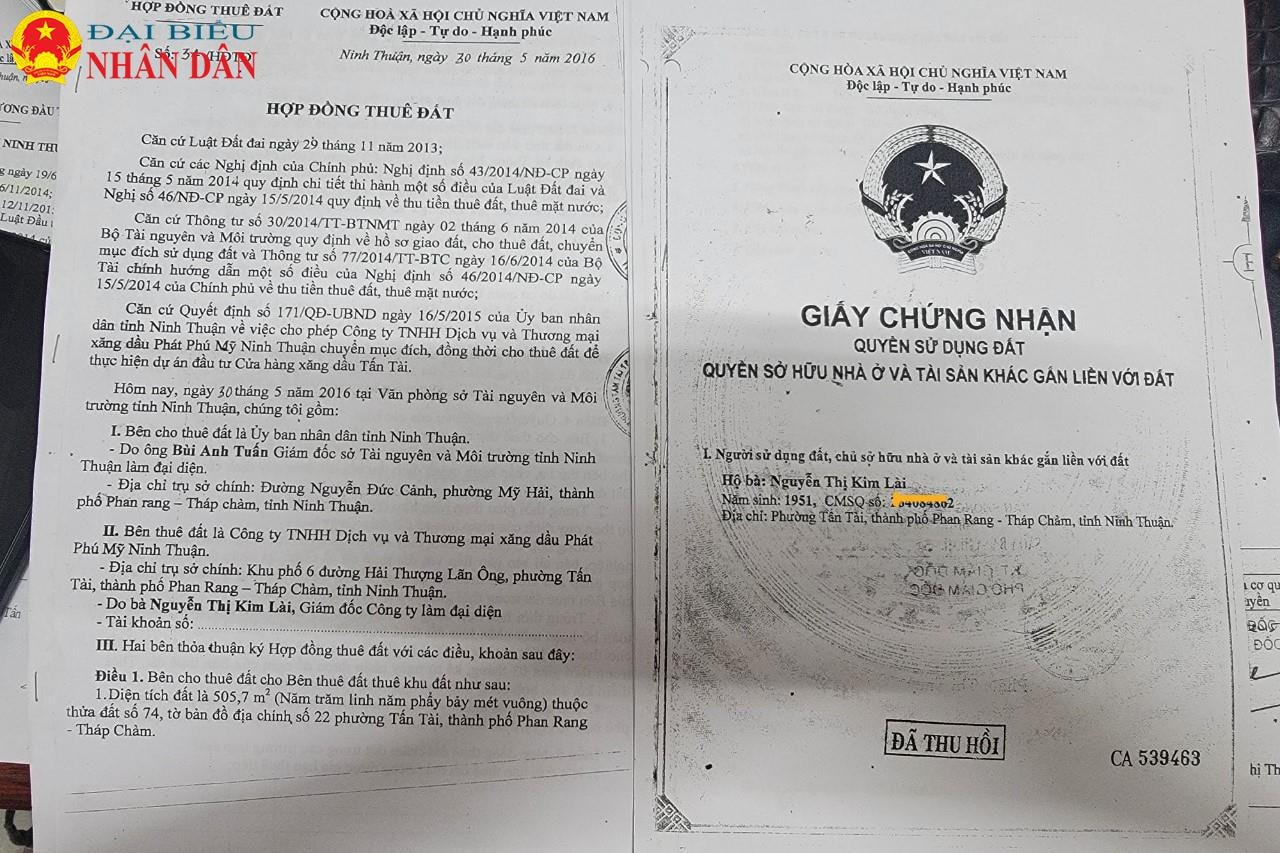 HỢP ĐỒNG THUÊ ĐẤT
ĐẠI BIỂU
NHÂN DÂN
CỘNG HOÀ XÃ HỘI CHỦ NGHĨA VIỆT NAM
Độc lập - Tự do - Hạnh phúc
Ninh Thuận, ngày 30 tháng 5 năm 2016
HỢP ĐỒNG THUÊ ĐẤT
Căn cứ Luật Đất đai ngày 29 tháng 11 năm 2013;
Căn cứ các Nghị định của Chính phủ: Nghị định số 43/2014/NĐ-CP ngày
15 tháng 5 năm 2014 quy định chi tiết thi hành một số điều của Luật Đất đai và
Nghị số 46/NĐ-CP ngày 15/5/2014 quy định về thu tiền thuê đất, thuê mặt nước;
Căn cứ Thông tư số 30/2014/TT-BTNMT ngày 02 tháng 6 năm 2014 của
Bộ Tài nguyên và Môi trường quy định về hồ sơ giao đất, cho thuê đất, chuyển
mục đích sử dụng đất và Thông tư số 77/2014/TT-BTC ngày 16/6/2014 của Bộ
Tài chính hướng dẫn một số điều của Nghị định số 46/2014/NĐ-CP ngày
15/5/2014 của Chính phủ về thu tiền thuê đất, thuê mặt nước;
Căn cứ Quyết định số 171/QĐ-UBND ngày 16/5/2015 của Ủy ban nhân
dân tỉnh Ninh Thuận về việc cho phép Công ty TNHH Dịch vụ và Thương mại
xăng dầu Phát Phú Mỹ Ninh Thuận chuyển mục đích, đồng thời cho thuê đất để
thực hiện dự án đầu tư Cửa hàng xăng dầu Tấn Tài.
Hôm nay, ngày 30 tháng 5 năm 2016 tại Văn phòng sở Tài nguyên và Môi
trường tỉnh Ninh Thuận, chúng tôi gồm:
I. Bên cho thuê đất là Ủy ban nhân dân tỉnh Ninh Thuận.
- Do ông Bùi Anh Tuấn Giám đốc sở Tài nguyên và Môi trường tỉnh Ninh
Thuận làm đại diện.
- Địa chỉ trụ sở chính: Đường Nguyễn Đức Cảnh, phường Mỹ Hải, thành
phố Phan rang – Tháp chàm, tỉnh Ninh Thuận.
II. Bên thuê đất là Công ty TNHH Dịch vụ và Thương mại xăng dầu Phát
Phú Mỹ Ninh Thuận.
- Địa chỉ trụ sở chính: Khu phố 6 đường Hải Thượng Lãn Ông, phường Tấn
Tài, thành phố Phan Rang – Tháp Chàm, tỉnh Ninh Thuận.
- Do bà Nguyễn Thị Kim Lài, Giám đốc Công ty làm đại diện
- Tài khoản số:
III. Hai bên thỏa thuận ký Hợp đồng thuê đất với các điều, khoản sau đây:
Điều 1. Bên cho thuê đất cho Bên thuê đất thuê khu đất như sau:
1.Diện tích đất là 505,7 m² (Năm trăm linh năm phẩy bảy mét vuông) thuộc
thửa đất số 74, tờ bản đồ địa chính số 22 phường Tấn Tài, thành phố Phan Rang
- Tháp Chàm.
CỘNG HÒA XÃ HỘI CHỦ NGHĨA VIỆT NAM
Độc lập - Tự do - Hạnh phúc
VIỆT NAM
GIẤY CHỨNG NHẬN
QUYỀN SỬ DỤNG ĐẤT
QUYỀN SỞ HỮU NHÀ Ở VÀ TÀI SẢN KHÁC GẮN LIỀN VỚI ĐẤT
I. Người sử dụng đất, chủ sở hữu nhà ở và tài sản khác gắn liền với đất
Hộ bà: Nguyễn Thị Kim Lài
Năm sinh: 1951, CMSQ số:
Địa chỉ: Phường Tấn Tài, thành phố Phan Rang - Tháp Chàm, tỉnh Ninh Thuận.
ĐÃ THU HỒI
CA 539463